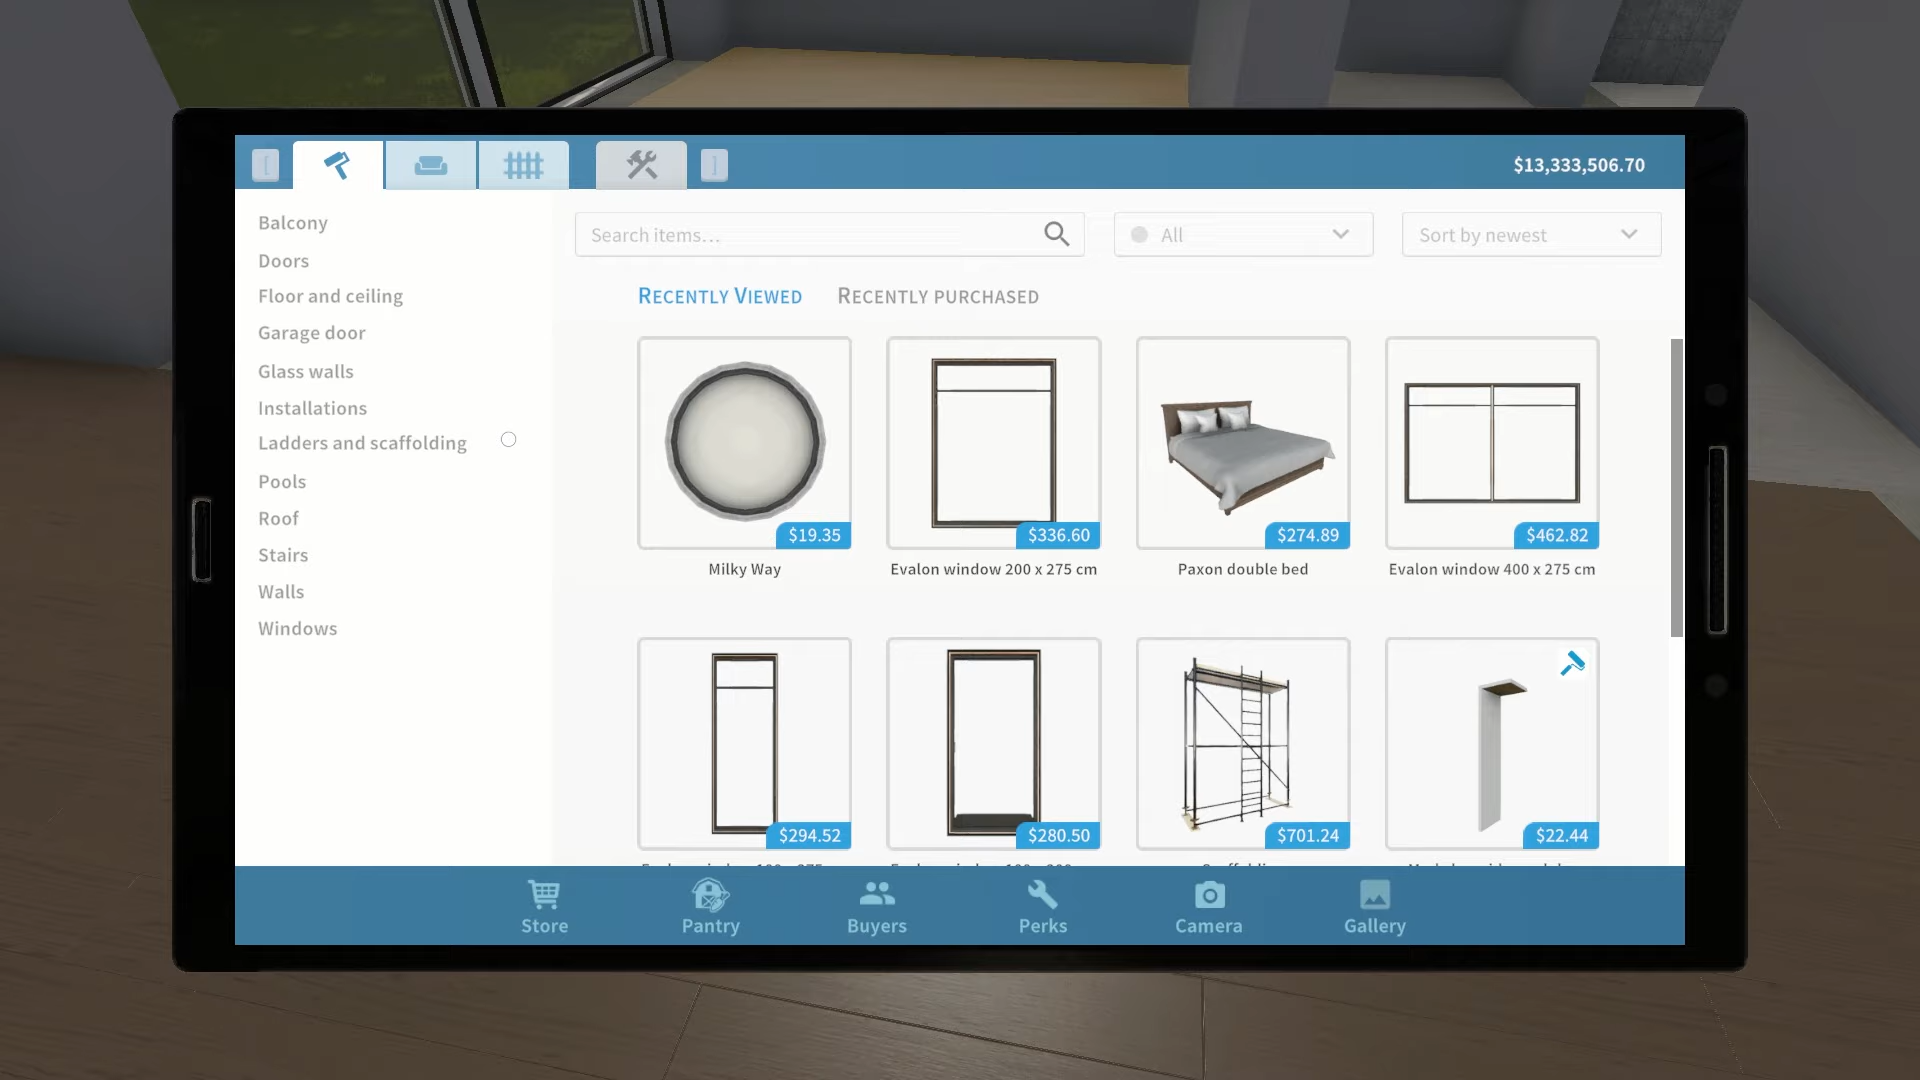 [
]
$13,333,506.70
Balcony
Doors
Floor and ceiling
Garage door
Glass walls
Installations
Ladders and scaffolding
Pools
Roof
Stairs
Walls
Windows
Search items...
All
Sort by newest
RECENTLY VIEWED
RECENTLY PURCHASED
$19.35
$336.60
$274.89
$462.82
Milky Way
Evalon window 200 x 275 cm
Paxon double bed
Evalon window 400 x 275 cm
$294.52
$280.50
$701.24
$22.44
Store
Pantry
Buyers
Perks
Camera
Gallery